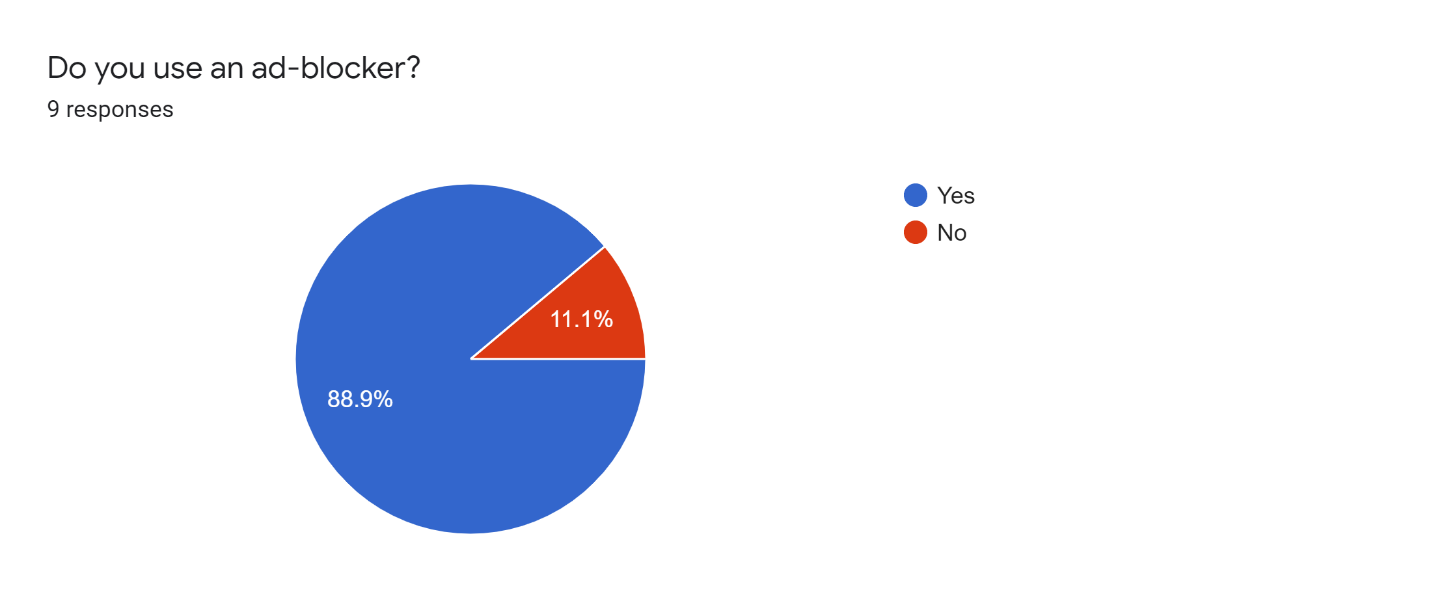 Do you use an ad-blocker?
9 responses
Yes
No
11.1%
88.9%